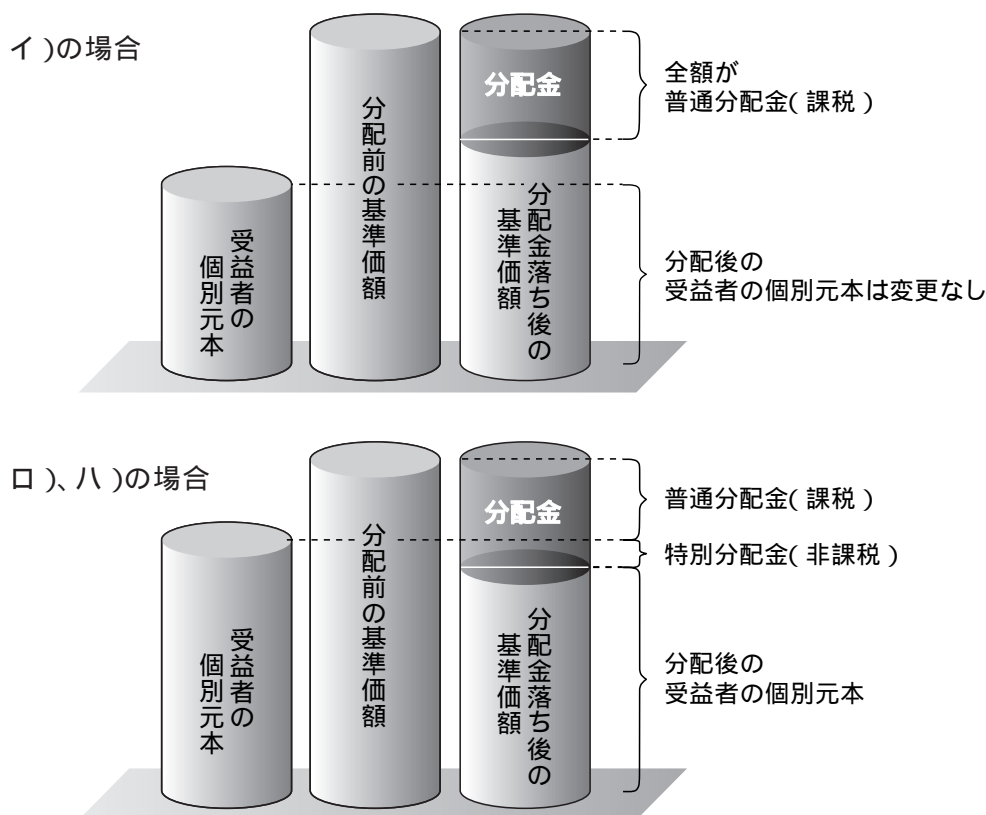 イ)の場合
受益者の
個別元本
分配前の基準価額
分配金
分配金落ち後の
基準価額
全額が
普通分配金(課税)
分配後の
受益者の個別元本は変更なし
ロ)、ハ)の場合
受益者の
個別元本
分配前の基準価額
分配金
分配金落ち後の
基準価額
普通分配金(課税)
特別分配金(非課税)
分配後の
受益者の個別元本